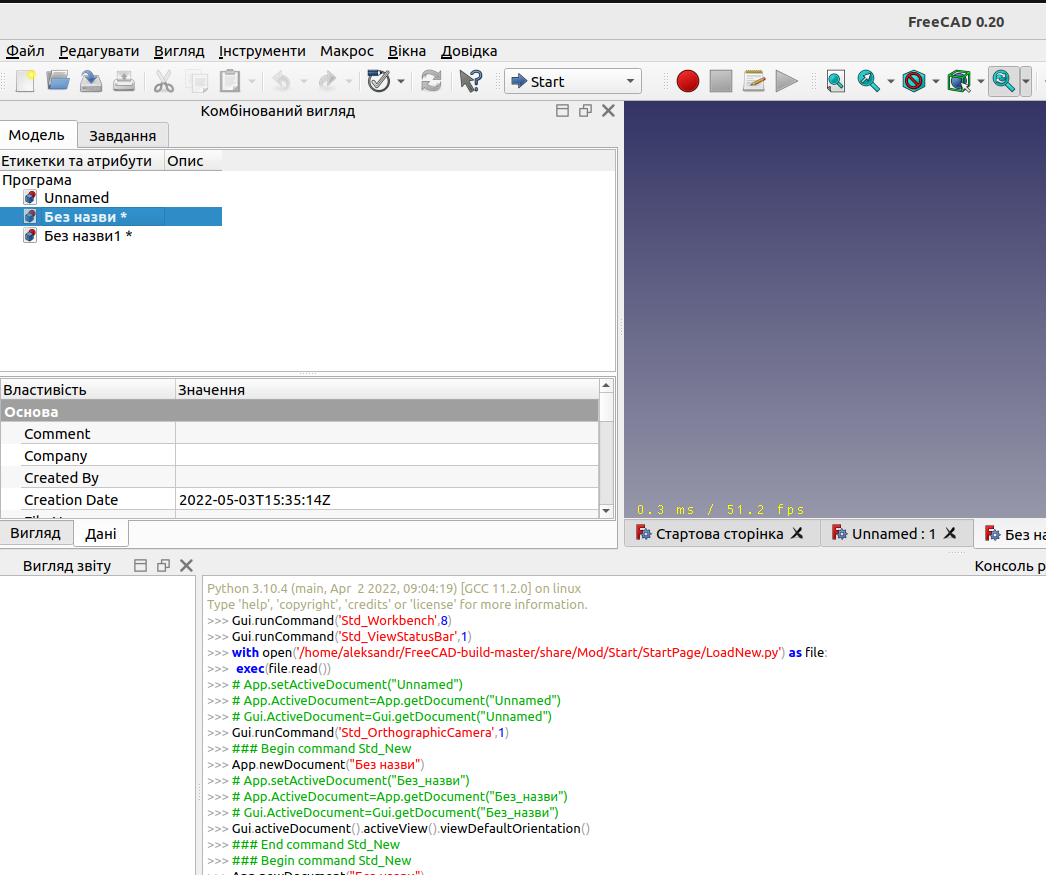 FreeCAD 0.20
Файл Редагувати Вигляд Інструменти Макрос Вікна Довідка
Start
Комбінований вигляд
Модель Завдання
Етикетки та атрибути Опис
Програма
Unnamed
Без назви *
Без назви1 *
Властивість Значення
Основа
Comment
Company
Created By
Creation Date 2022-05-03T15:35:14Z
Вигляд Дані
0.3 ms / 51.2 fps
Стартова сторінка Unnamed : 1 Без на
Вигляд звіту
Консоль p
Python 3.10.4 (main, Apr  2 2022, 09:04:19) [GCC 11.2.0] on linux
Type 'help', 'copyright', 'credits' or 'license' for more information.
>>> Gui.runCommand('Std_Workbench',8)
>>> Gui.runCommand('Std_ViewStatusBar',1)
>>> with open('/home/aleksandr/FreeCAD-build-master/share/Mod/Start/StartPage/LoadNew.py') as file:
>>>  exec(file.read())
>>> # App.setActiveDocument("Unnamed")
>>> # App.ActiveDocument=App.getDocument("Unnamed")
>>> # Gui.ActiveDocument=Gui.getDocument("Unnamed")
>>> Gui.runCommand('Std_OrthographicCamera',1)
>>> ### Begin command Std_New
>>> App.newDocument("Без назви")
>>> # App.setActiveDocument("Без_назви")
>>> # App.ActiveDocument=App.getDocument("Без_назви")
>>> # Gui.ActiveDocument=Gui.getDocument("Без_назви")
>>> Gui.activeDocument().activeView().viewDefaultOrientation()
>>> ### End command Std_New
>>> ### Begin command Std_New
>>> App.newDocument("Без назви")